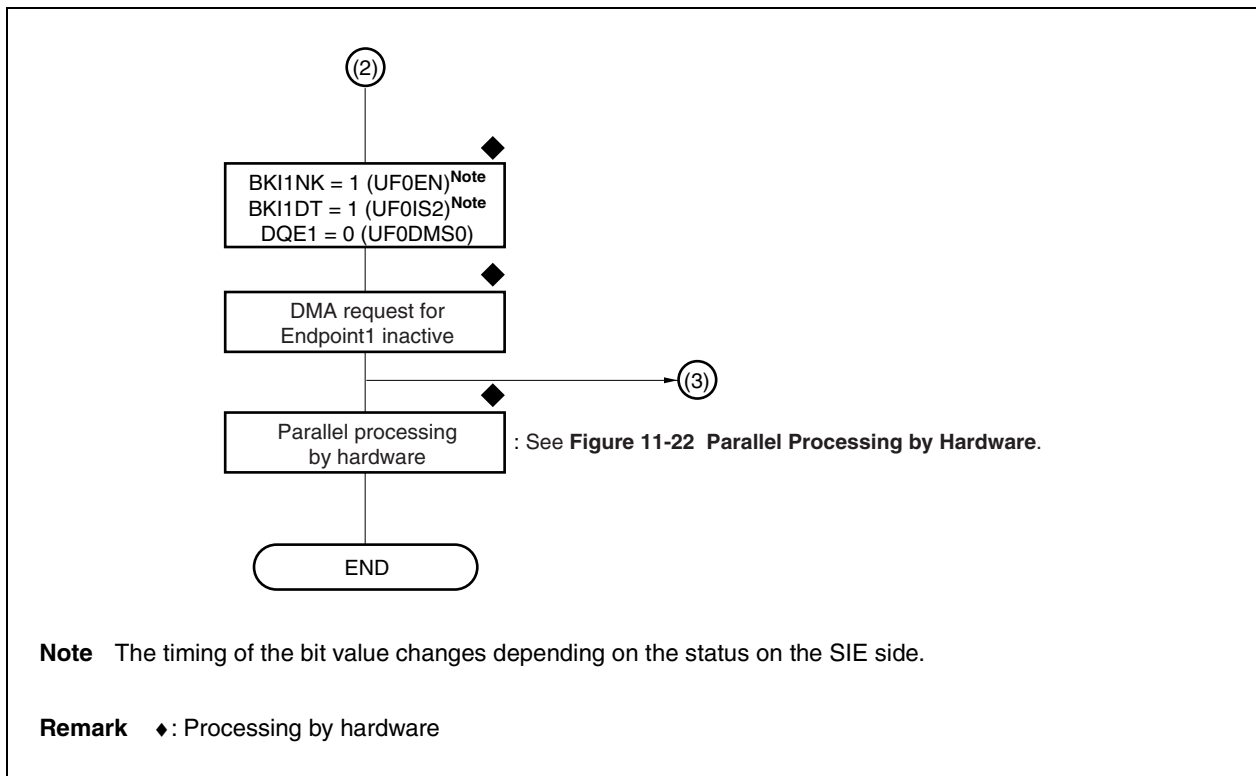 (2)
BKI1NK = 1 (UF0EN)Note
BKI1DT = 1 (UF0IS2)Note
DQE1 = 0 (UF0DMS0)
DMA request for
Endpoint1 inactive
(3)
Parallel processing
by hardware
: See Figure 11-22 Parallel Processing by Hardware.
END
Note The timing of the bit value changes depending on the status on the SIE side.
Remark ♦: Processing by hardware